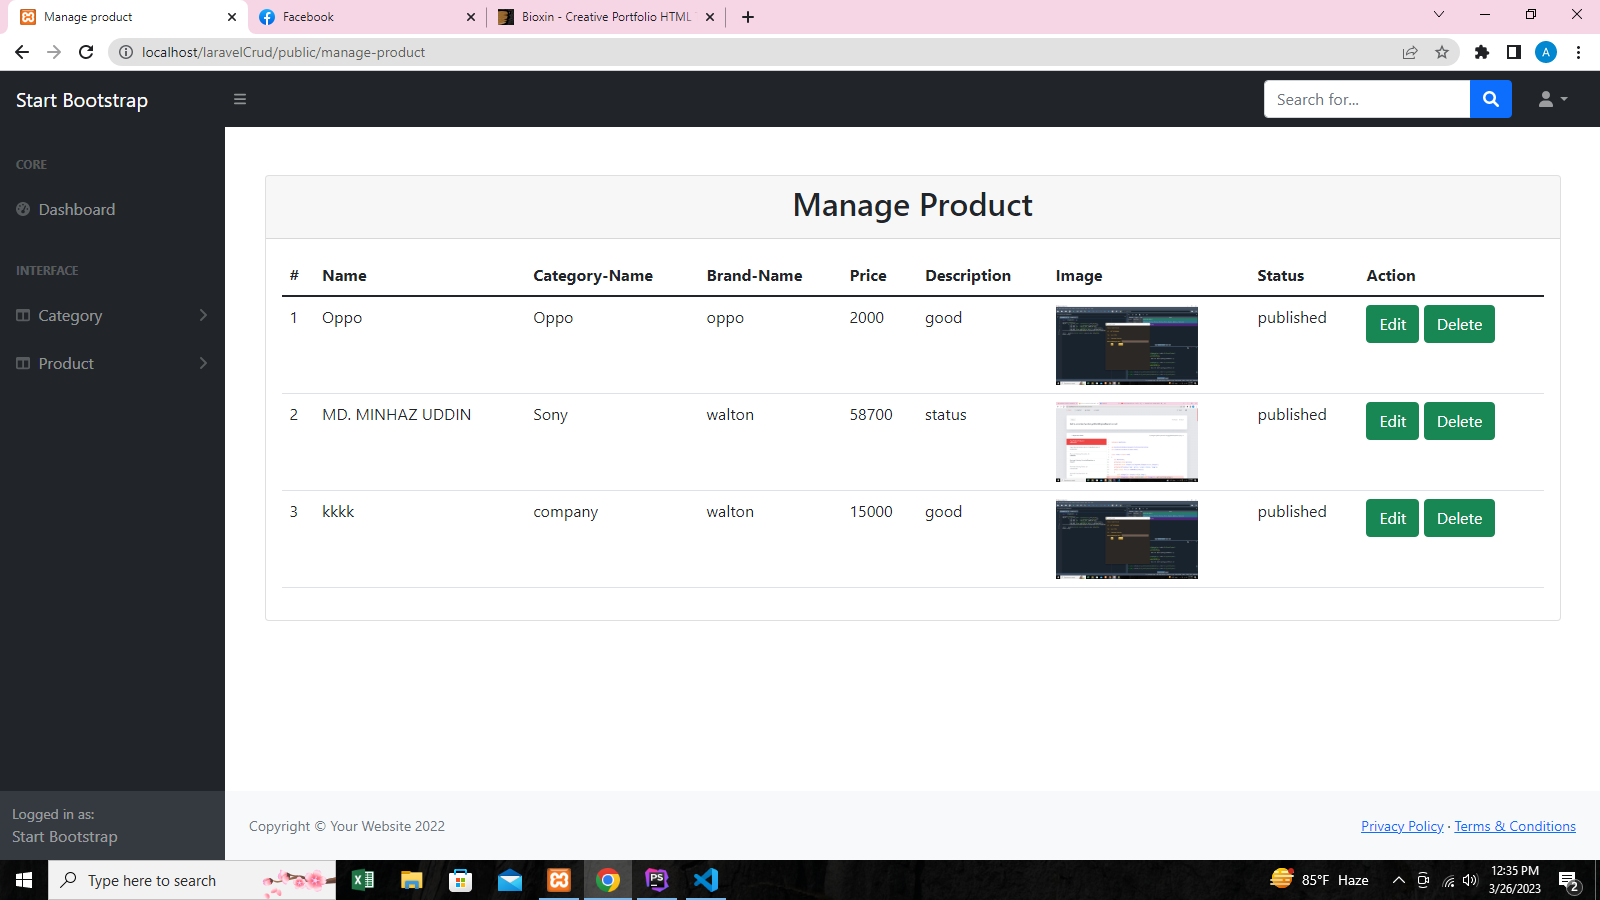 Manage product
Facebook
Bioxin - Creative Portfolio HTML
localhost/laravelCrud/public/manage-product
A
Start Bootstrap
Search for...
CORE
Dashboard
INTERFACE
Category
Product
Manage Product
# Name Category-Name Brand-Name Price Description Image Status Action
1 Oppo Oppo oppo 2000 good published Edit Delete
2 MD. MINHAZ UDDIN Sony walton 58700 status published Edit Delete
3 kkkk company walton 15000 good published Edit Delete
Logged in as:
Start Bootstrap
Copyright © Your Website 2022
Privacy Policy · Terms & Conditions
Type here to search
PS
85°F Haze
12:35 PM
3/26/2023
2